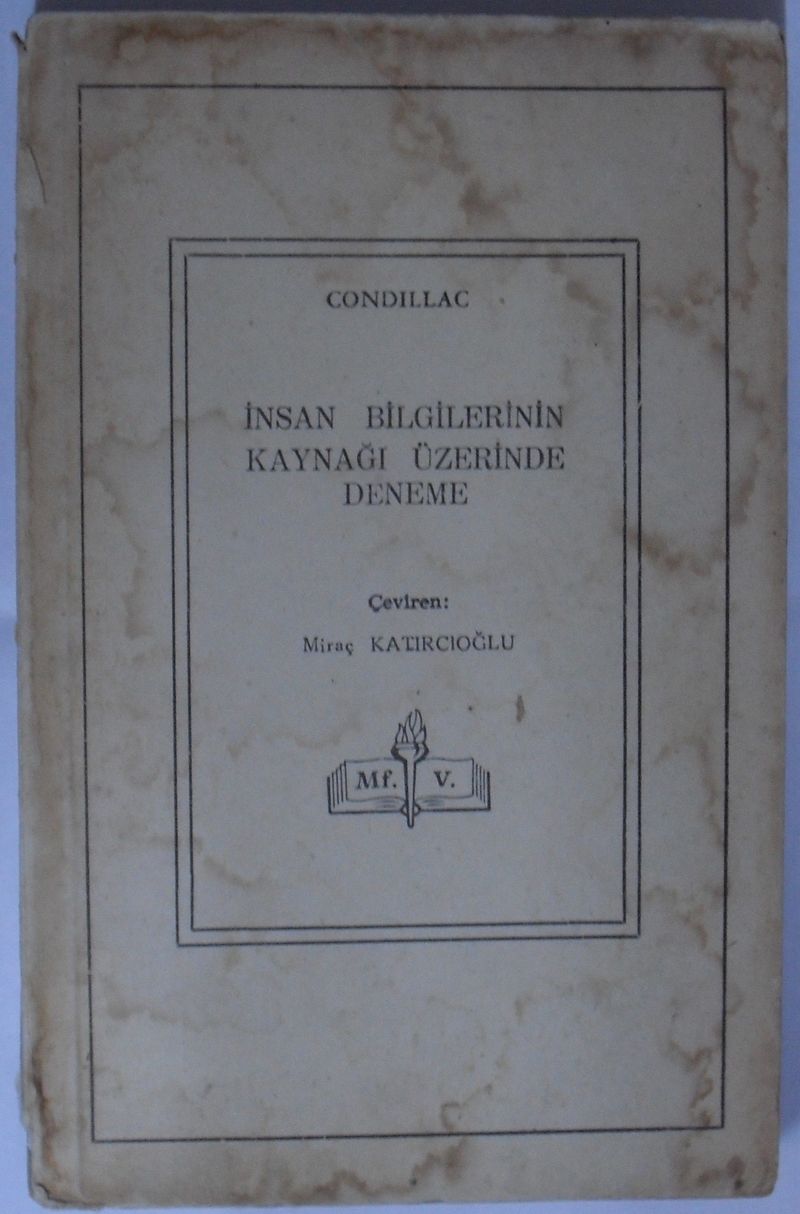 CONDILLAC
İNSAN BİLGİLERİNİN
KAYNAĞI ÜZERİNDE
DENEME
Çeviren:
Miraç KATIRCIOĞLU
Mf. V.